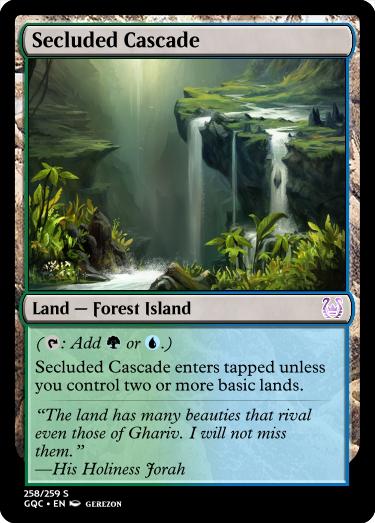 Secluded Cascade
Land — Forest Island
(: Add or .)
Secluded Cascade enters tapped unless
you control two or more basic lands.
“The land has many beauties that rival
even those of Ghariv. I will not miss
them.”
—His Holiness Jorah
258/259 S
GQC • EN GEREZON